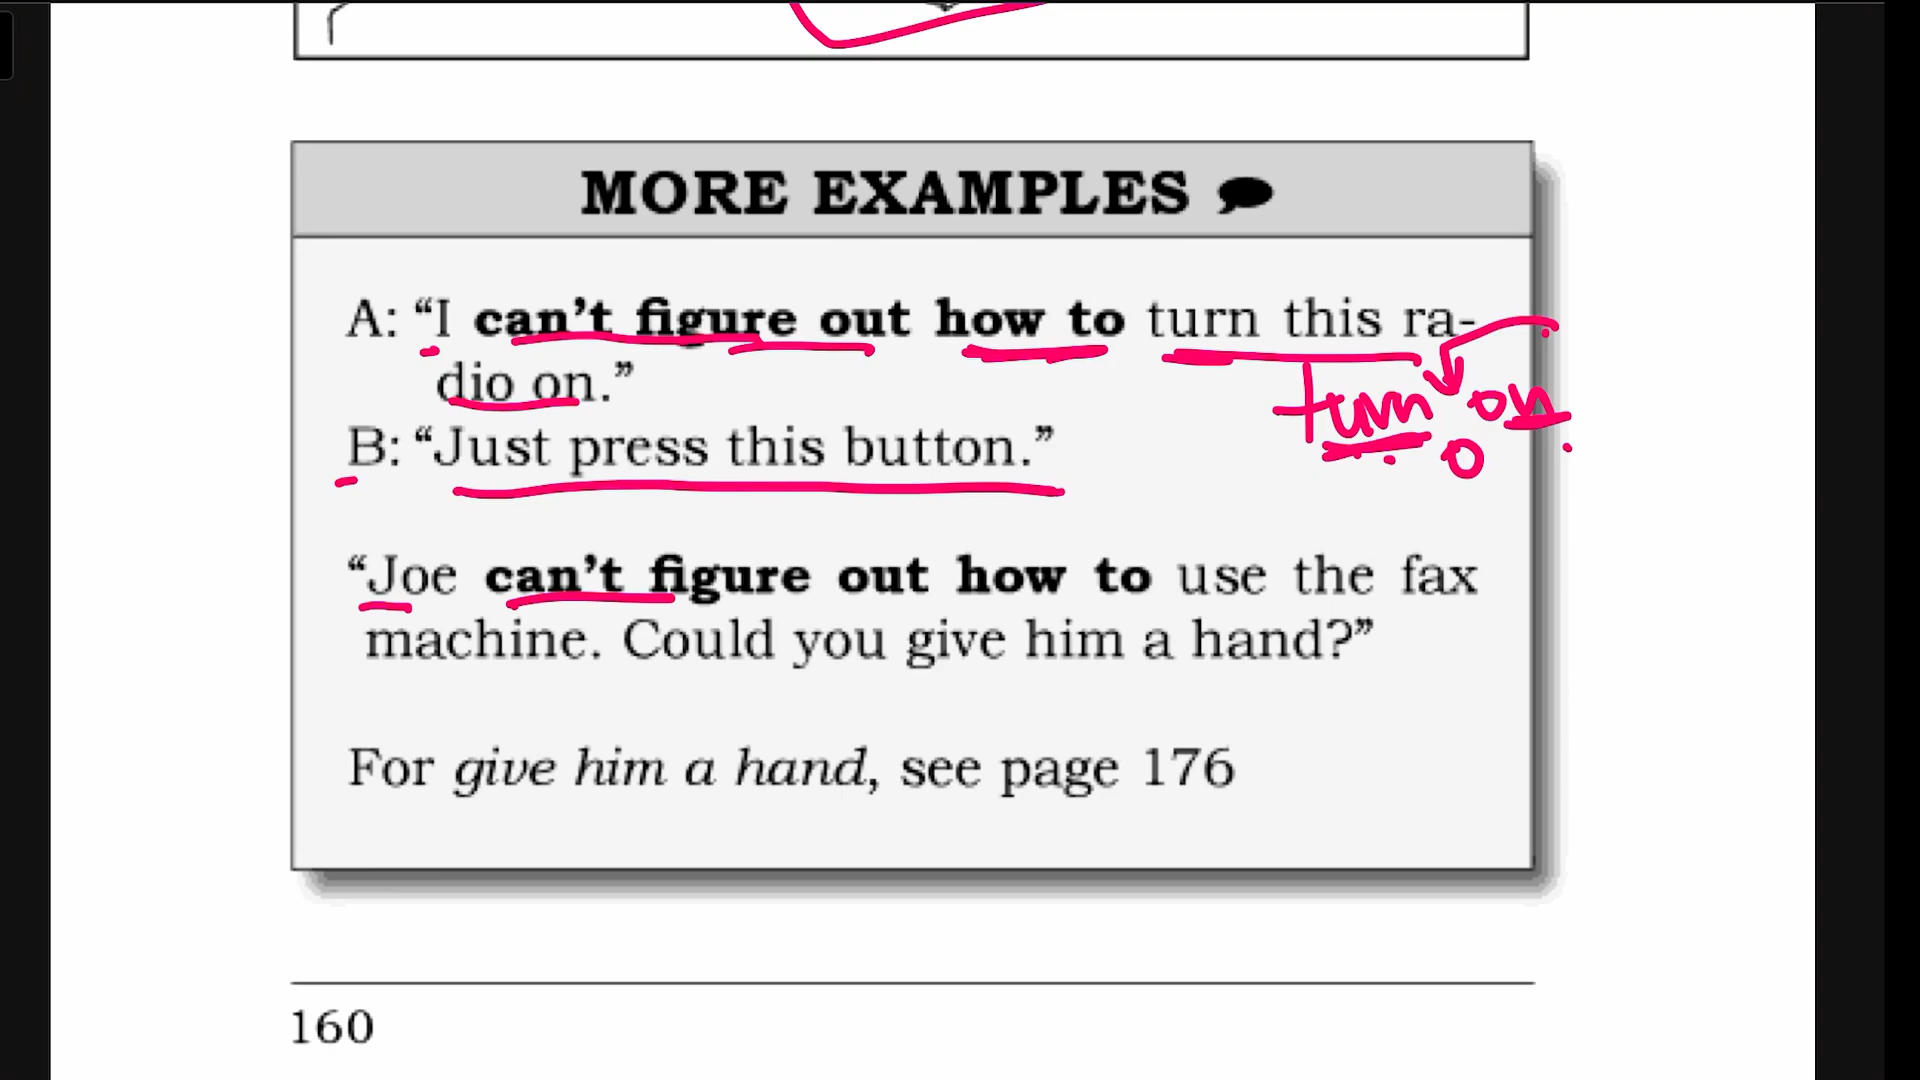 MORE EXAMPLES
A: “I can’t figure out how to turn this ra-
dio on.”
turn on
O
B: “Just press this button.”
“Joe can’t figure out how to use the fax
machine. Could you give him a hand?”
For give him a hand, see page 176
160